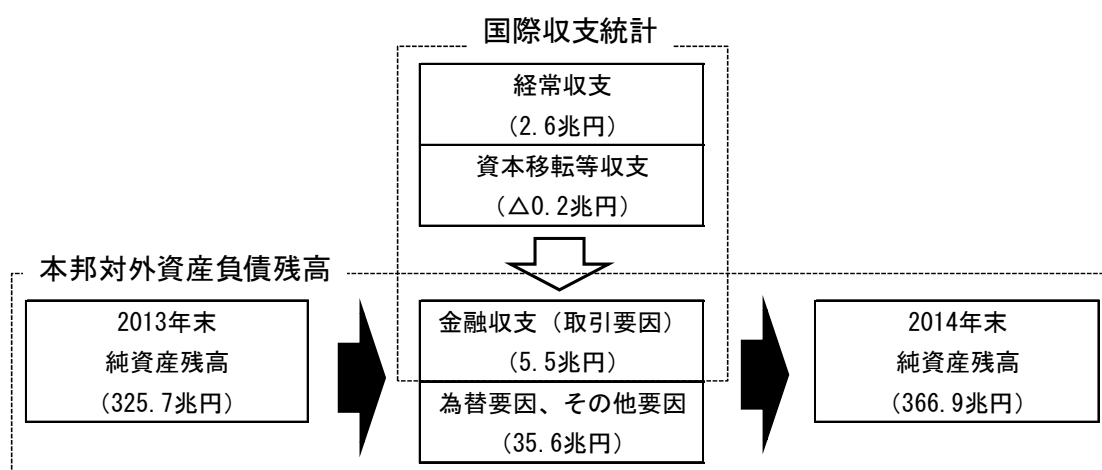 国際収支統計
経常収支
（2.6兆円）
資本移転等収支
（△0.2兆円）
本邦対外資産負債残高
2013年末
純資産残高
（325.7兆円）
金融収支（取引要因）
（5.5兆円）
為替要因、その他要因
（35.6兆円）
2014年末
純資産残高
（366.9兆円）